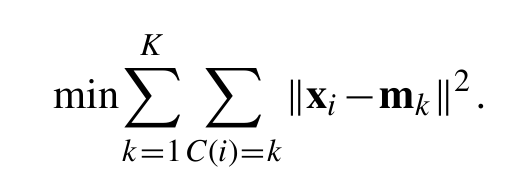 min ∑_{k=1}^{K} ∑_{C(i)=k} ‖𝐱_i − 𝐦_k‖².